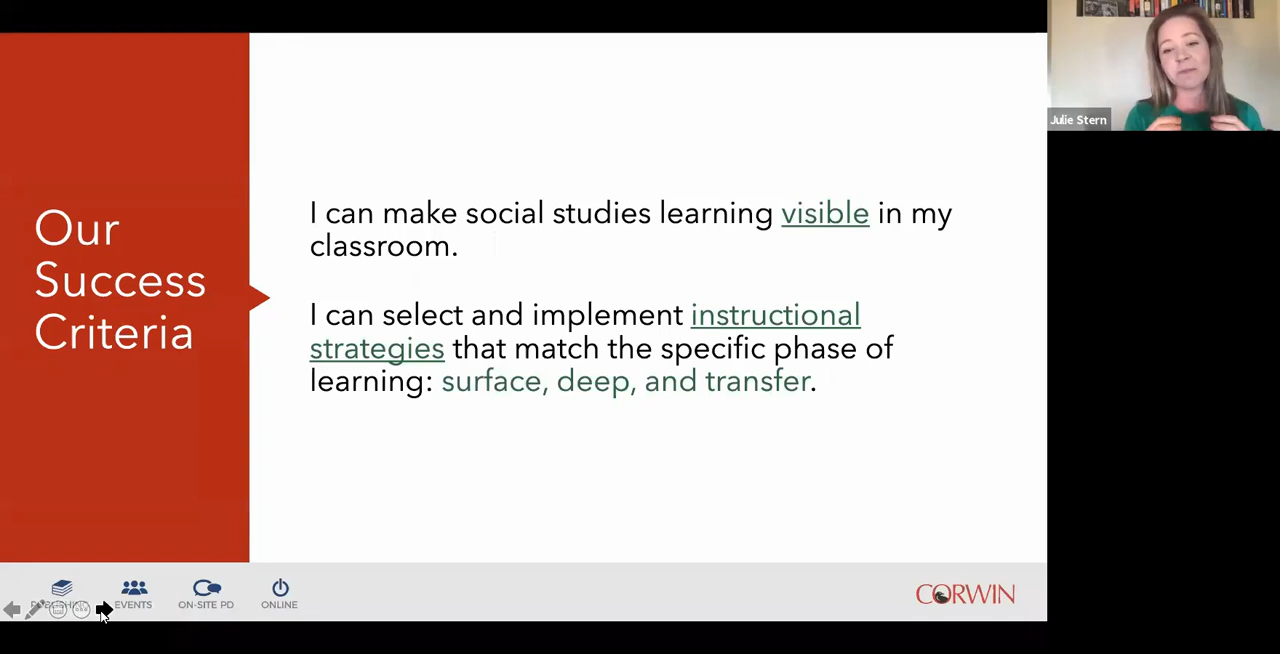 Our
Success
Criteria
I can make social studies learning visible in my
classroom.
I can select and implement instructional
strategies that match the specific phase of
learning: surface, deep, and transfer.
Julie Stern
PUBLISHING
EVENTS
ON-SITE PD
ONLINE
CORWIN